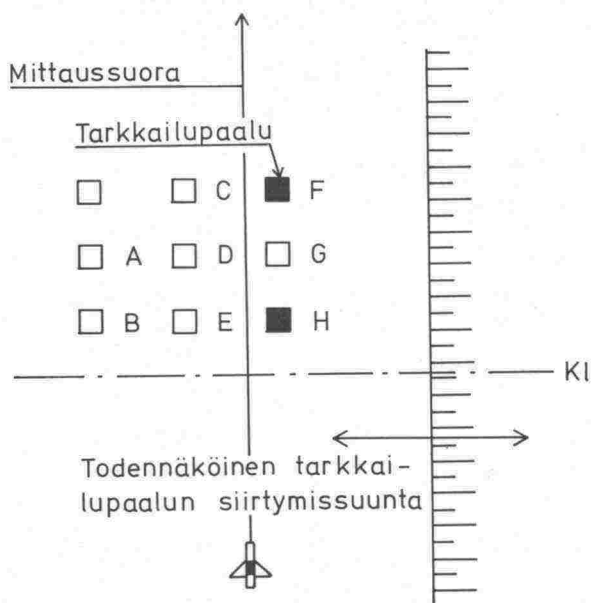 Mittaussuora
Tarkkailupaalu
C F
A D G
B E H
Kl
Todennäköinen tarkkai-
lupaalun siirtymissuunta